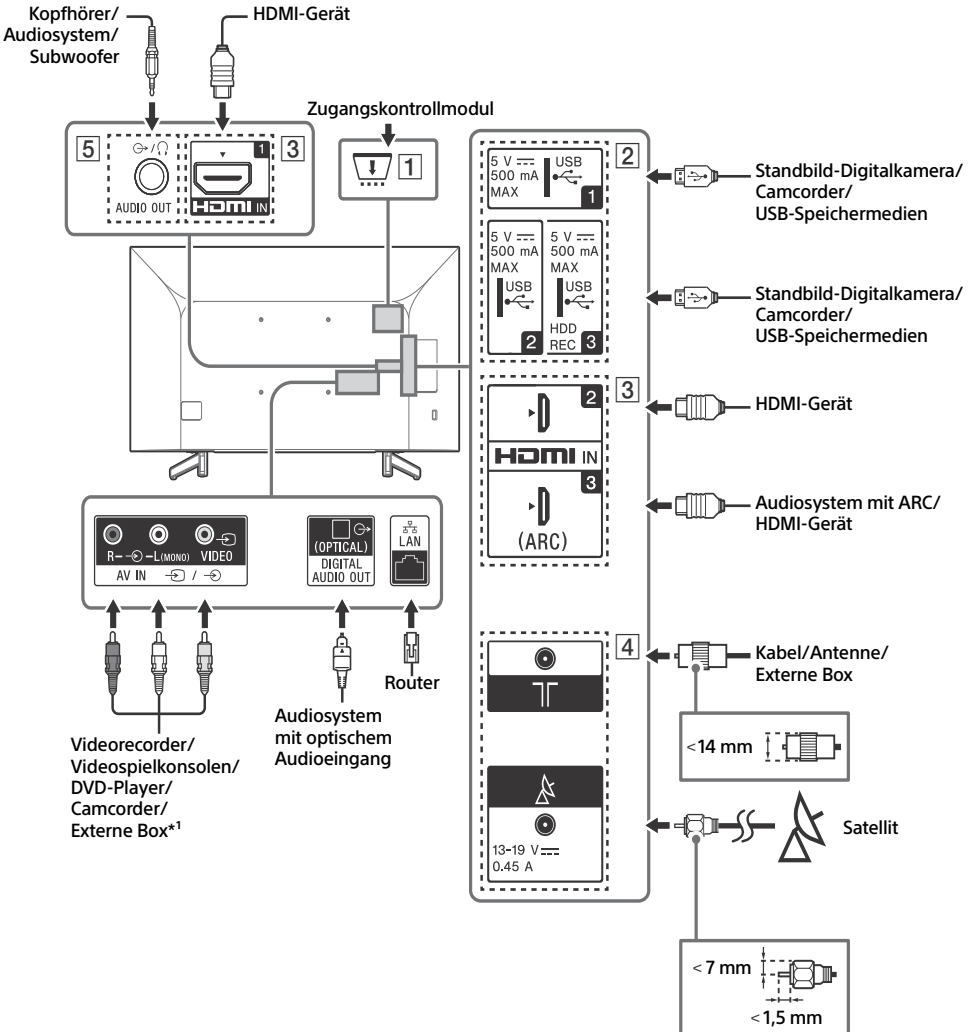 Kopfhörer/
Audiosystem/
Subwoofer
HDMI-Gerät
Zugangskontrollmodul
5
AUDIO OUT
1
HDMI IN
3
1
2
5 V
500 mA
MAX
USB
1
Standbild-Digitalkamera/
Camcorder/
USB-Speichermedien
5 V
500 mA
MAX
USB
2
5 V
500 mA
MAX
USB
HDD
REC 3
Standbild-Digitalkamera/
Camcorder/
USB-Speichermedien
3
2
HDMI IN
3
(ARC)
HDMI-Gerät
Audiosystem mit ARC/
HDMI-Gerät
R- -L(MONO) VIDEO
AV IN /
(OPTICAL)
DIGITAL
AUDIO OUT
LAN
Router
Audiosystem
mit optischem
Audioeingang
Videorecorder/
Videospielkonsolen/
DVD-Player/
Camcorder/
Externe Box*1
4
Kabel/Antenne/
Externe Box
<14 mm
13-19 V
0.45 A
Satellit
<7 mm
<1,5 mm